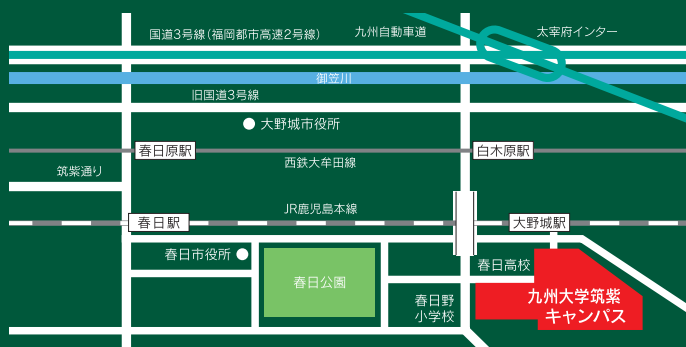 国道3号線(福岡都市高速2号線)
九州自動車道
太宰府インター
御笠川
旧国道3号線
大野城市役所
春日原駅
白木原駅
西鉄大牟田線
筑紫通り
JR鹿児島本線
春日駅
大野城駅
春日市役所
春日高校
春日公園
春日野
小学校
九州大学筑紫
キャンパス